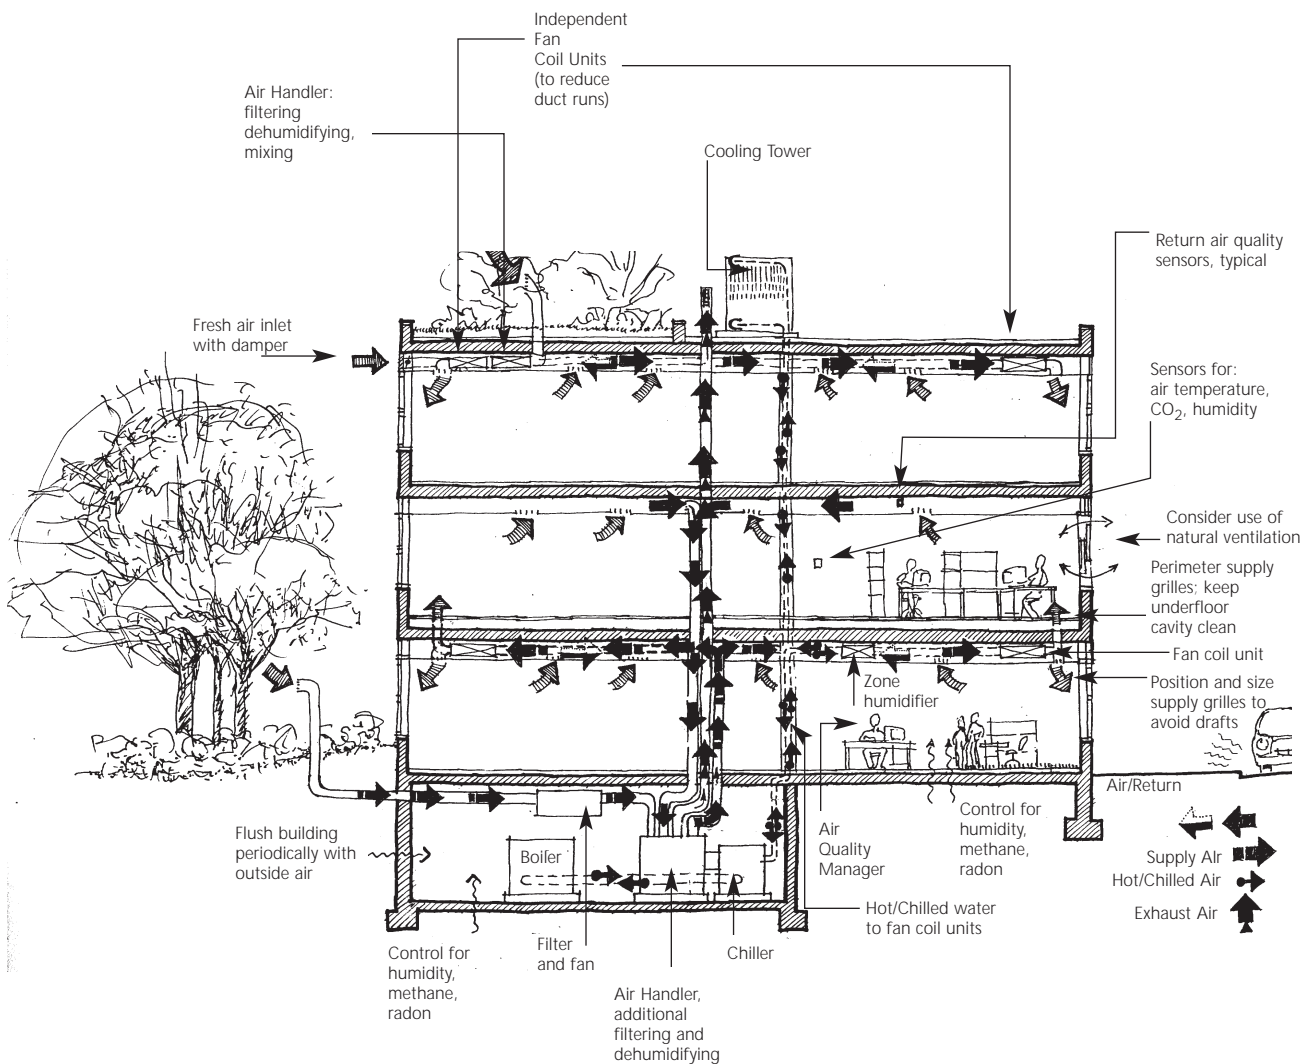 Independent
Fan
Coil Units
(to reduce
duct runs)
Air Handler:
filtering
dehumidifying,
mixing
Cooling Tower
Return air quality
sensors, typical
Fresh air inlet
with damper
Sensors for:
air temperature,
CO2, humidity
Consider use of
natural ventilation
Perimeter supply
grilles; keep
underfloor
cavity clean
Fan coil unit
Zone
humidifier
Position and size
supply grilles to
avoid drafts
Air/Return
Flush building
periodically with
outside air
Boiler
Air
Quality
Manager
Control for
humidity,
methane,
radon
Supply Air
Hot/Chilled Air
Exhaust Air
Hot/Chilled water
to fan coil units
Control for
humidity,
methane,
radon
Filter
and fan
Chiller
Air Handler,
additional
filtering and
dehumidifying